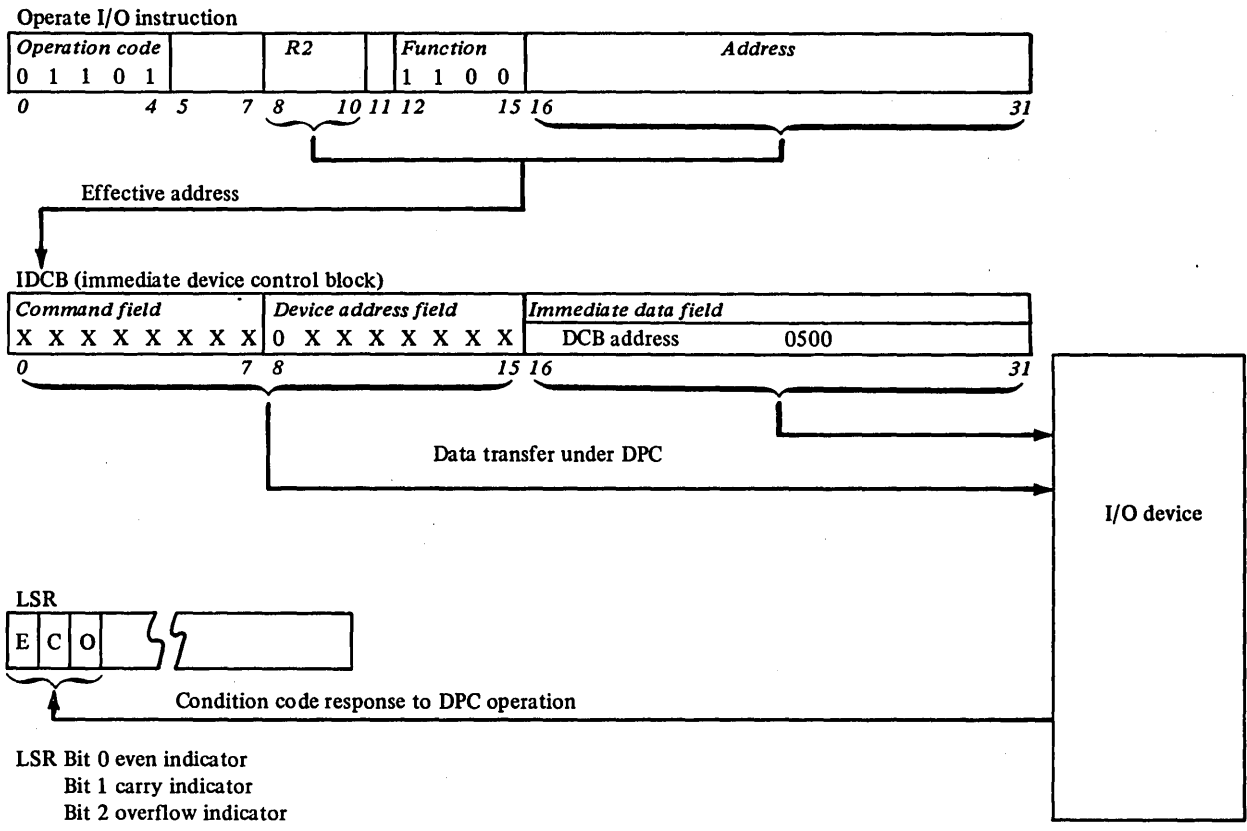 Operate I/O instruction
Operation code R2 Function Address
0 1 1 0 1 1 1 0 0
0 4 5 7 8 10 11 12 15 16 31
Effective address
IDCB (immediate device control block)
Command field Device address field Immediate data field
X X X X X X X X 0 X X X X X X X DCB address 0500
0 7 8 15 16 31
Data transfer under DPC
I/O device
LSR
E C O
Condition code response to DPC operation
LSR Bit 0 even indicator
Bit 1 carry indicator
Bit 2 overflow indicator